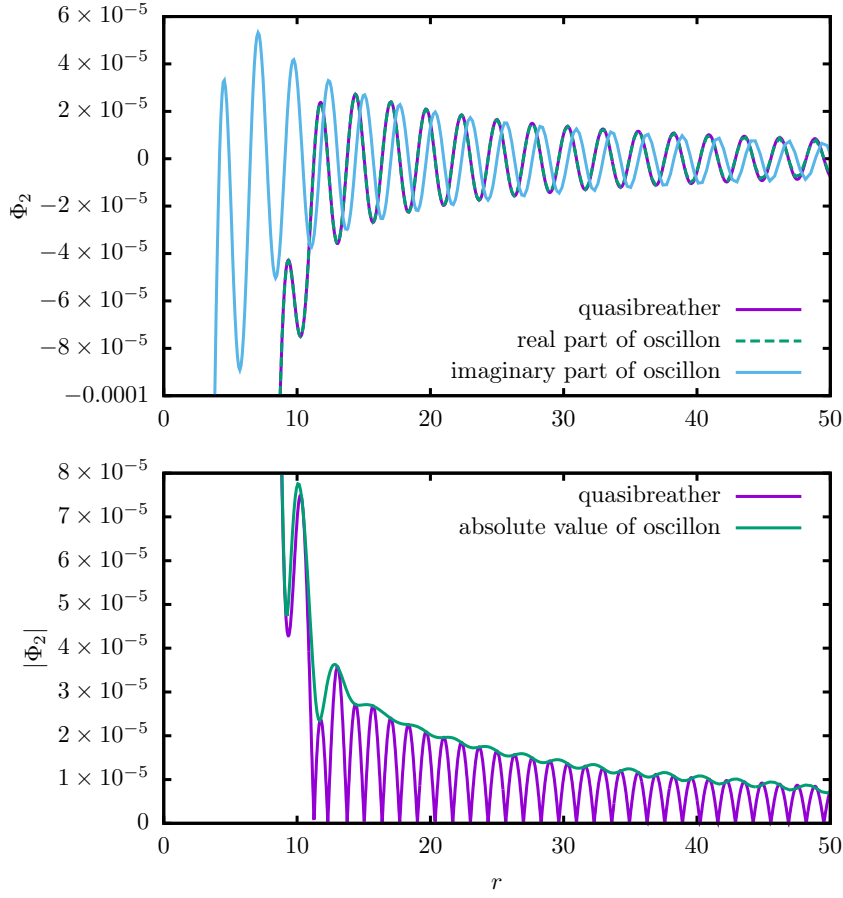 6 × 10⁻⁵
4 × 10⁻⁵
2 × 10⁻⁵
0
−2 × 10⁻⁵
−4 × 10⁻⁵
−6 × 10⁻⁵
−8 × 10⁻⁵
−0.0001
Φ₂
quasibreather
real part of oscillon
imaginary part of oscillon
0 10 20 30 40 50
8 × 10⁻⁵
7 × 10⁻⁵
6 × 10⁻⁵
5 × 10⁻⁵
4 × 10⁻⁵
3 × 10⁻⁵
2 × 10⁻⁵
1 × 10⁻⁵
0
|Φ₂|
quasibreather
absolute value of oscillon
0 10 20 30 40 50
r